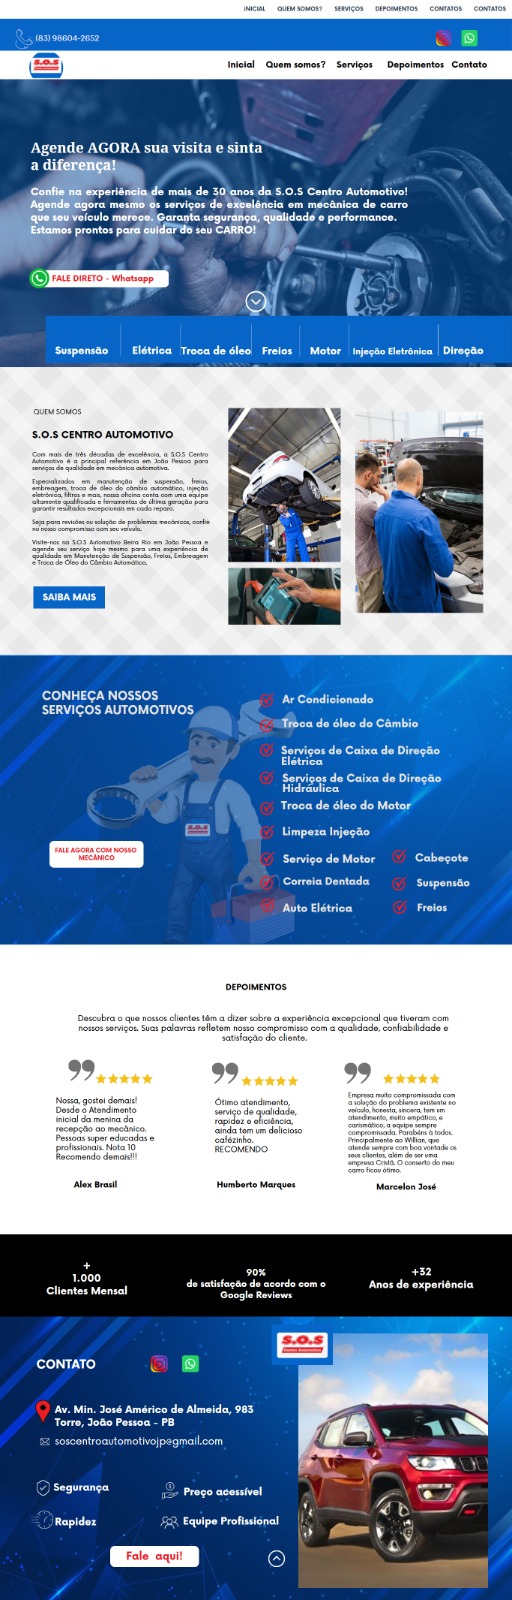 INICIAL QUEM SOMOS? SERVIÇOS DEPOIMENTOS CONTATOS CONTATOS
(83) 98604-2652
S.O.S
Inicial Quem somos? Serviços Depoimentos Contato
Agende AGORA sua visita e sinta
a diferença!
Confie na experiência de mais de 30 anos da S.O.S Centro Automotivo!
Agende agora mesmo os serviços de excelência em mecânica de carro
que seu veículo merece. Garanta segurança, qualidade e performance.
Estamos prontos para cuidar do seu CARRO!
FALE DIRETO - Whatsapp
Suspensão Elétrica Troca de óleo Freios Motor Injeção Eletrônica Direção
QUEM SOMOS
S.O.S CENTRO AUTOMOTIVO
Com mais de três décadas de excelência, a S.O.S Centro
Automotivo é a principal referência em João Pessoa para
serviços de qualidade em mecânica automotiva.
Especializados em manutenção de suspensão, freios,
embreagem, troca de óleo do câmbio automático, injeção
eletrônica, filtros e mais, nossa oficina conta com uma equipe
altamente qualificada e ferramentas de última geração para
garantir resultados excepcionais em cada reparo.
Seja para revisões ou solução de problemas mecânicos, confie
no nosso compromisso com seu veículo.
Visite-nos na S.O.S Automotivo Beira Rio em João Pessoa e
agende seu serviço hoje mesmo para uma experiência de
qualidade em Manutenção de Suspensão, Freios, Embreagem
e Troca de Óleo do Câmbio Automático.
SAIBA MAIS
CONHEÇA NOSSOS
SERVIÇOS AUTOMOTIVOS
Ar Condicionado
Troca de óleo do Câmbio
Serviços de Caixa de Direção
Elétrica
Serviços de Caixa de Direção
Hidráulica
Troca de óleo do Motor
Limpeza Injeção
Serviço de Motor Cabeçote
Correia Dentada Suspensão
Auto Elétrica Freios
S.O.S
FALE AGORA COM NOSSO
MECÂNICO
DEPOIMENTOS
Descubra o que nossos clientes têm a dizer sobre a experiência excepcional que tiveram com
nossos serviços. Suas palavras refletem nosso compromisso com a qualidade, confiabilidade e
satisfação do cliente.
Nossa, gostei demais!
Desde o Atendimento
inicial da menina da
recepção ao mecânico.
Pessoas super educadas e
profissionais. Nota 10
Recomendo demais!!!
Alex Brasil
Ótimo atendimento,
serviço de qualidade,
rapidez e eficiência,
ainda tem um delicioso
cafézinho.
RECOMENDO
Humberto Marques
Empresa muito compromissada com
a solução do problema existente no
veículo, honesta, sincera, tem um
atendimento, muito empático, e
carismático, a equipe sempre
compromissada. Parabéns à todos.
Principalmente ao Willian, que
atende sempre com boa vontade os
seus clientes, além de ser uma
empresa Cristã. O conserto do meu
carro ficou ótimo.
Marcelon José
+
1.000
Clientes Mensal
90%
de satisfação de acordo com o
Google Reviews
+32
Anos de experiência
S.O.S
Centro Automotivo
CONTATO
Av. Min. José Américo de Almeida, 983
Torre, João Pessoa - PB
soscentroautomotivojp@gmail.com
Segurança Preço acessível
Rapidez Equipe Profissional
Fale aqui!